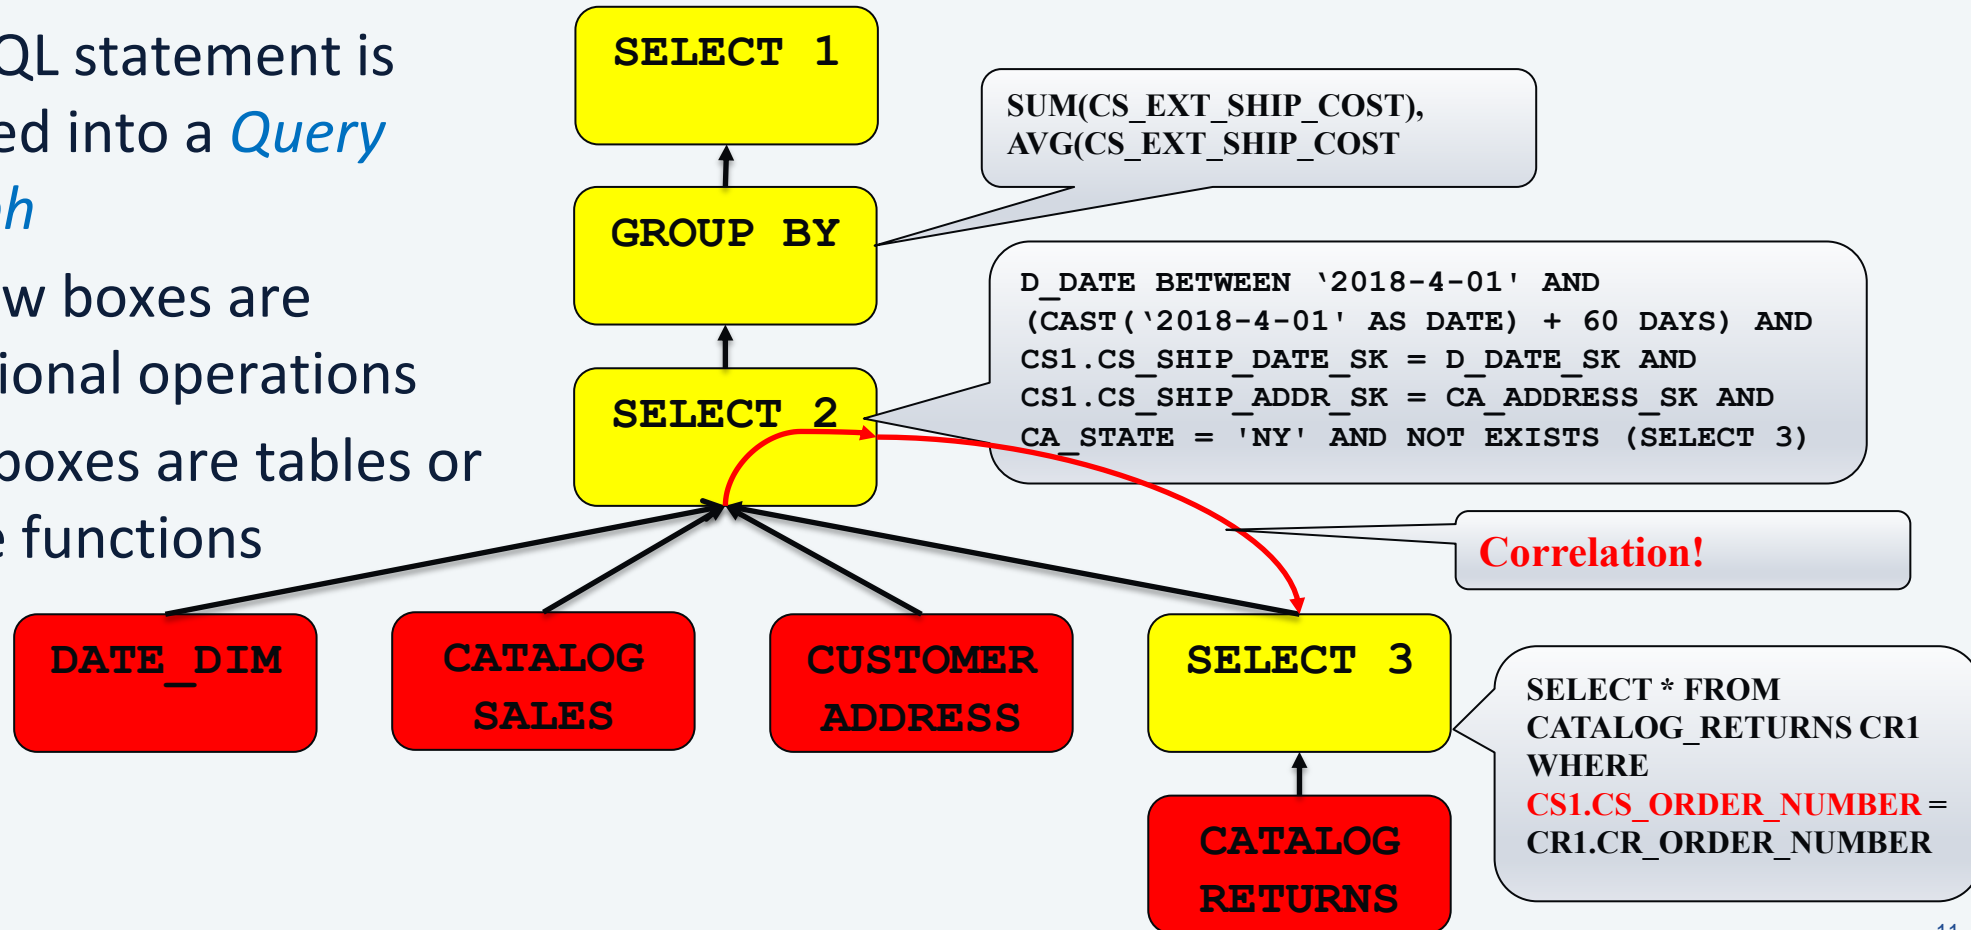 QL statement is
ed into a Query
h
w boxes are
ional operations
boxes are tables or
e functions
SELECT 1
SUM(CS_EXT_SHIP_COST),
AVG(CS_EXT_SHIP_COST
GROUP BY
D_DATE BETWEEN ‘2018-4-01' AND
(CAST(‘2018-4-01' AS DATE) + 60 DAYS) AND
CS1.CS_SHIP_DATE_SK = D_DATE_SK AND
CS1.CS_SHIP_ADDR_SK = CA_ADDRESS_SK AND
CA_STATE = 'NY' AND NOT EXISTS (SELECT 3)
SELECT 2
Correlation!
DATE_DIM
CATALOG
SALES
CUSTOMER
ADDRESS
SELECT 3
SELECT * FROM
CATALOG_RETURNS CR1
WHERE
CS1.CS_ORDER_NUMBER =
CR1.CR_ORDER_NUMBER
CATALOG
RETURNS
11